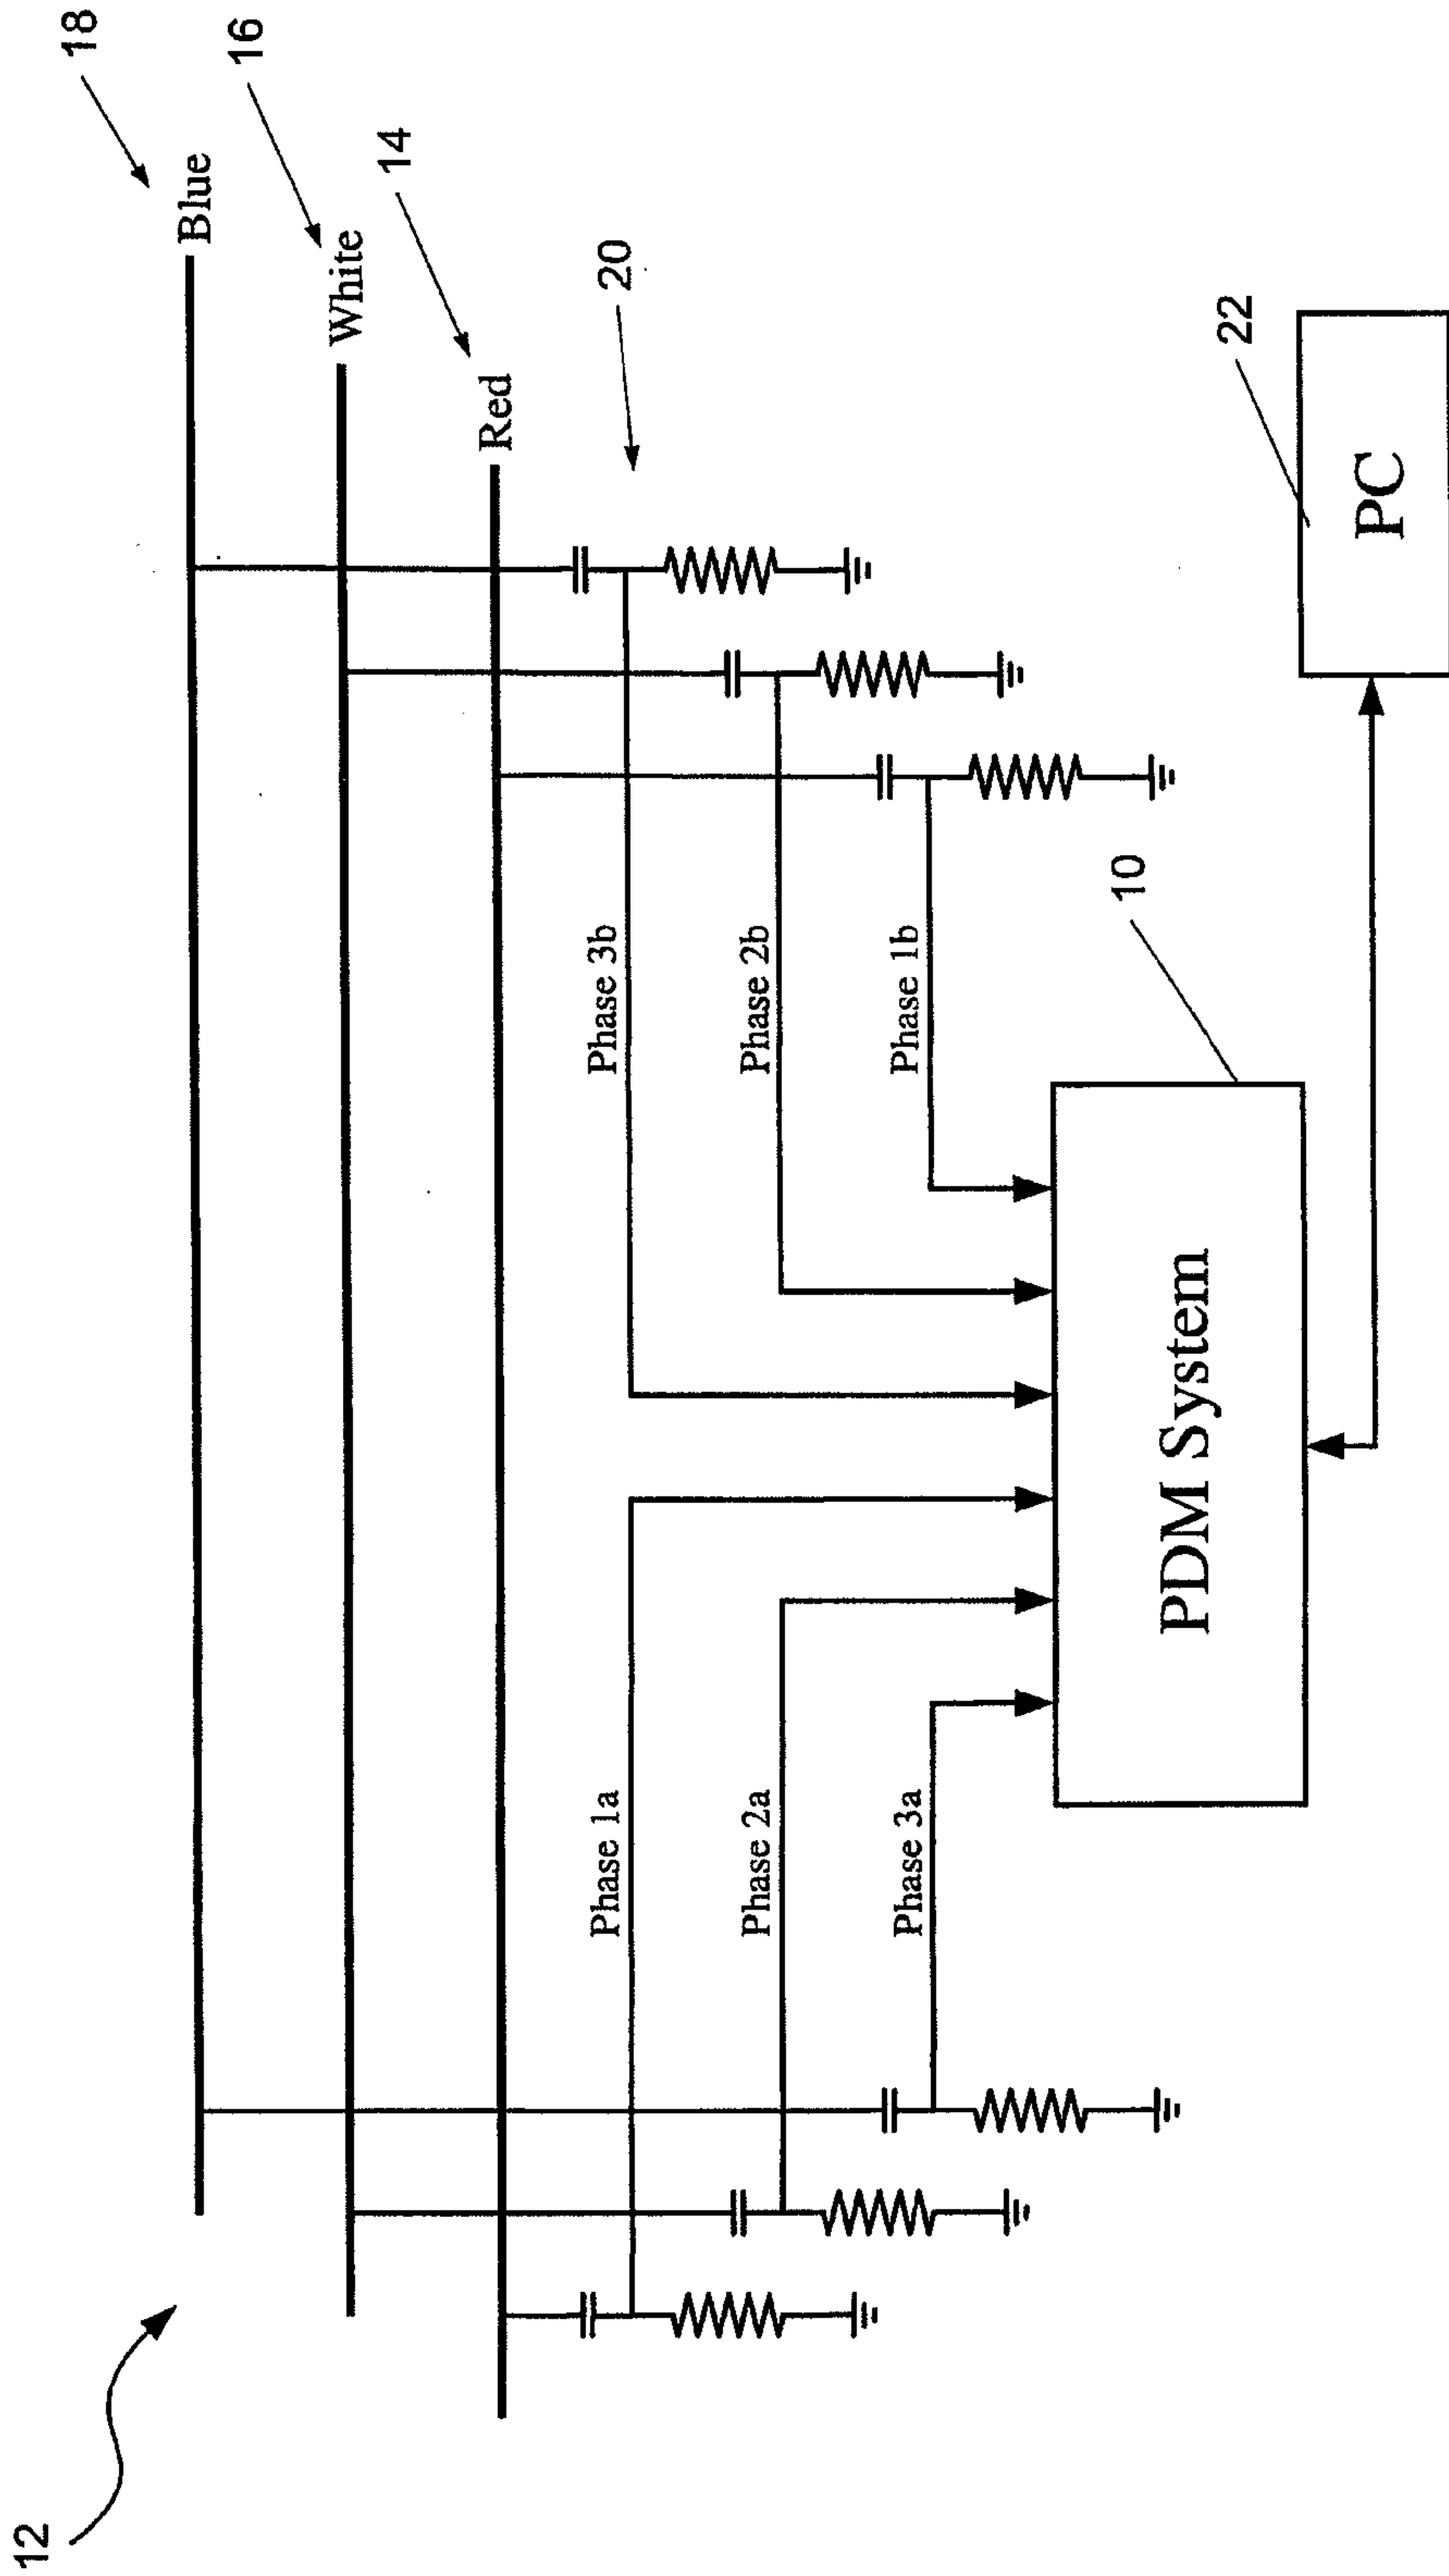 12
18
Blue
16
White
14
Red
20
Phase 1a
Phase 3b
Phase 2a
Phase 2b
Phase 3a
Phase 1b
10
PDM System
22
PC